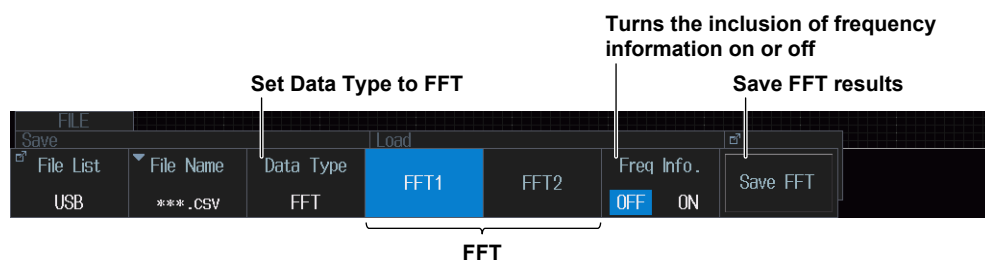 Turns the inclusion of frequency
information on or off
Set Data Type to FFT
Save FFT results
FILE
Save
Load
File List
File Name
Data Type
FFT1
FFT2
Freq Info.
Save FFT
USB
***.csv
FFT
OFF
ON
FFT